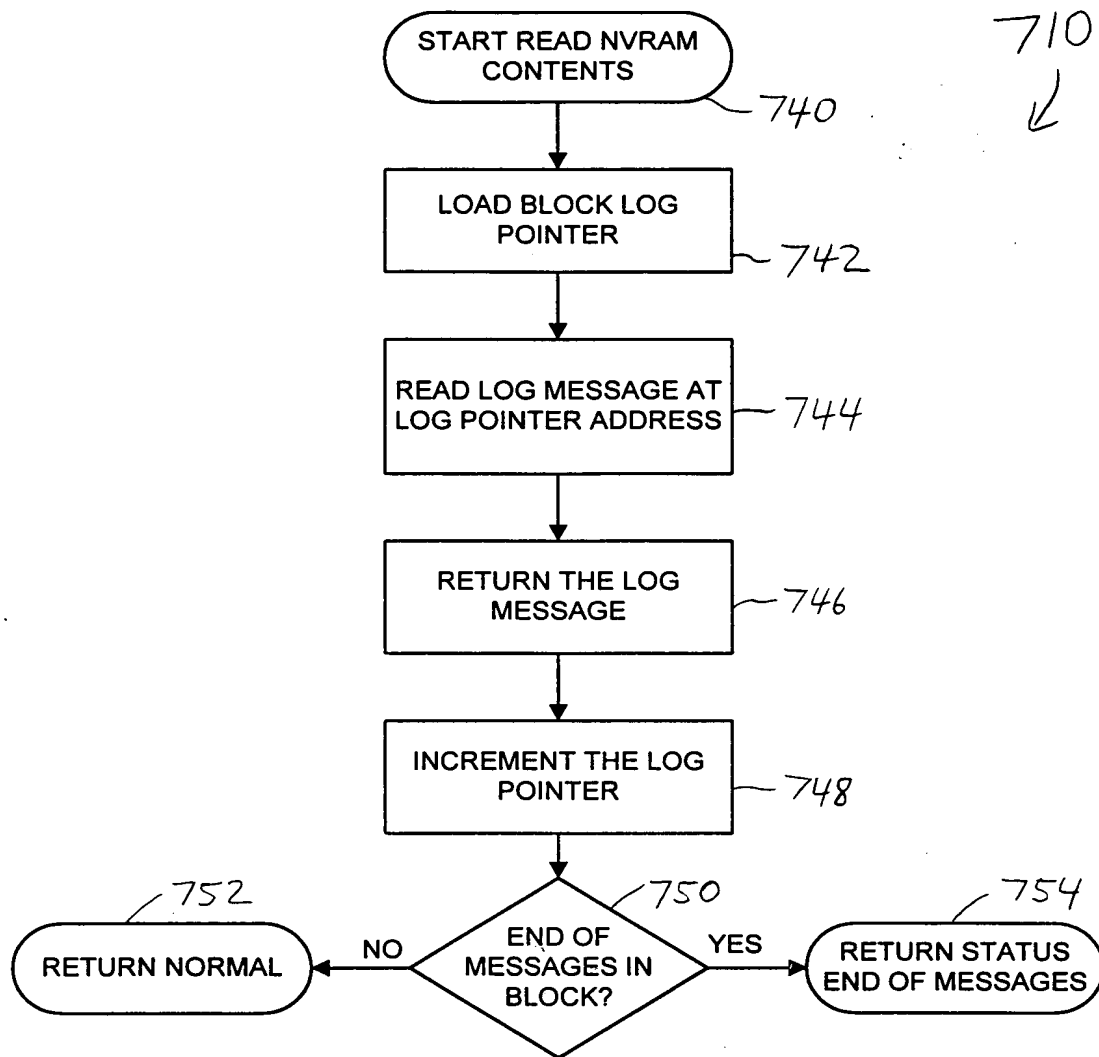 START READ NVRAM
CONTENTS
710
740
LOAD BLOCK LOG
POINTER
742
READ LOG MESSAGE AT
LOG POINTER ADDRESS
744
RETURN THE LOG
MESSAGE
746
INCREMENT THE LOG
POINTER
748
752
750
754
RETURN NORMAL
NO
END OF
MESSAGES IN
BLOCK?
YES
RETURN STATUS
END OF MESSAGES